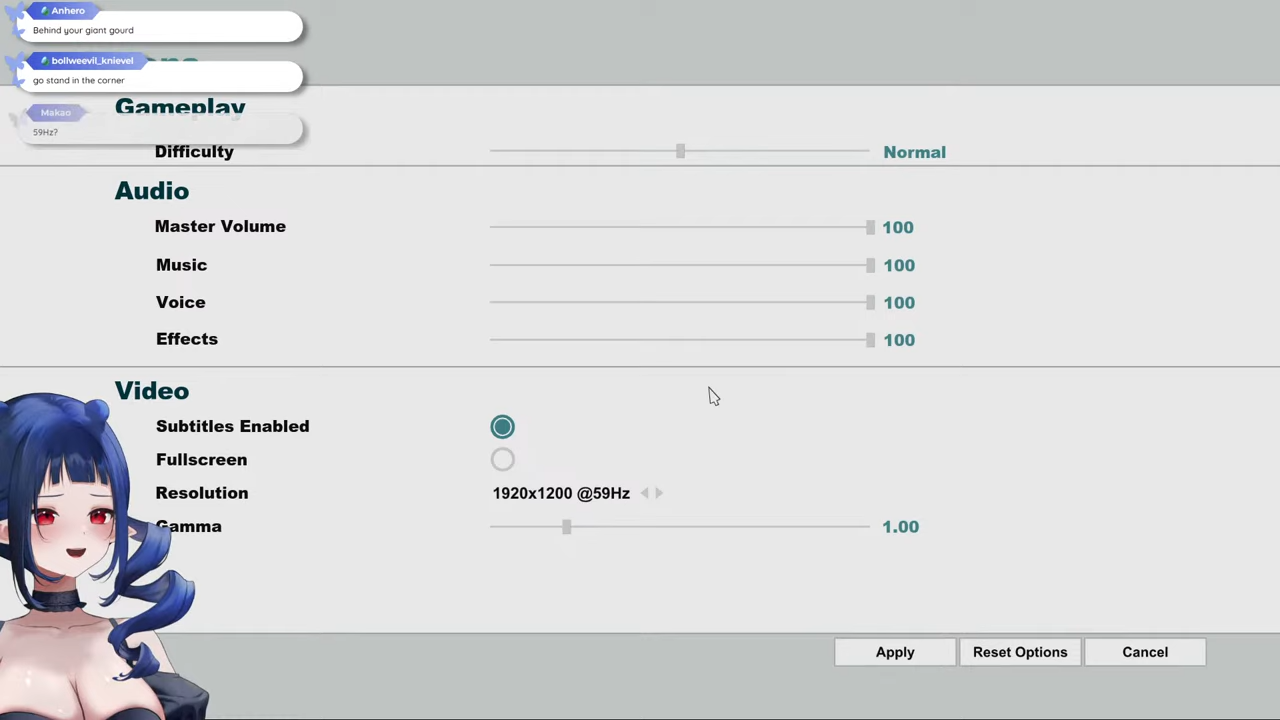 Anhero
Behind your giant gourd
bollweevil_knievel
go stand in the corner
Makao
59Hz?
Gameplay
Difficulty Normal
Audio
Master Volume 100
Music 100
Voice 100
Effects 100
Video
Subtitles Enabled
Fullscreen
Resolution 1920x1200 @59Hz
Gamma 1.00
Apply Reset Options Cancel